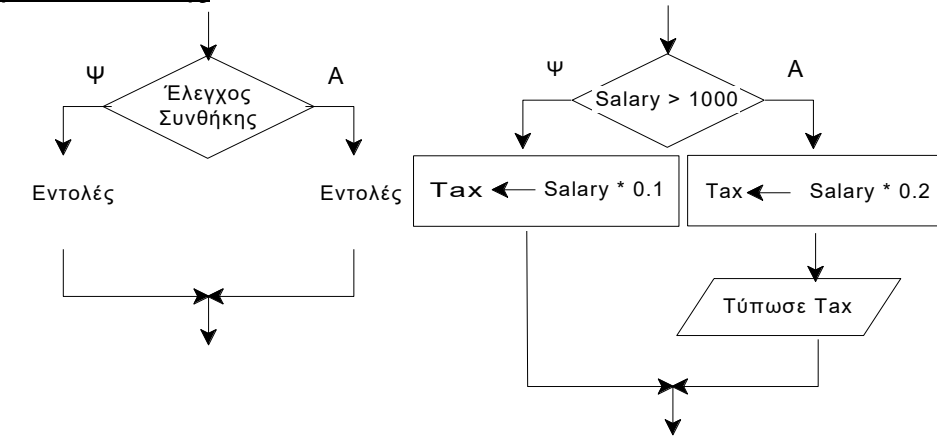 Ψ
Α
Έλεγχος
Συνθήκης
Εντολές
Εντολές
Ψ
Α
Salary > 1000
Tax Salary * 0.1
Tax Salary * 0.2
Τύπωσε Tax